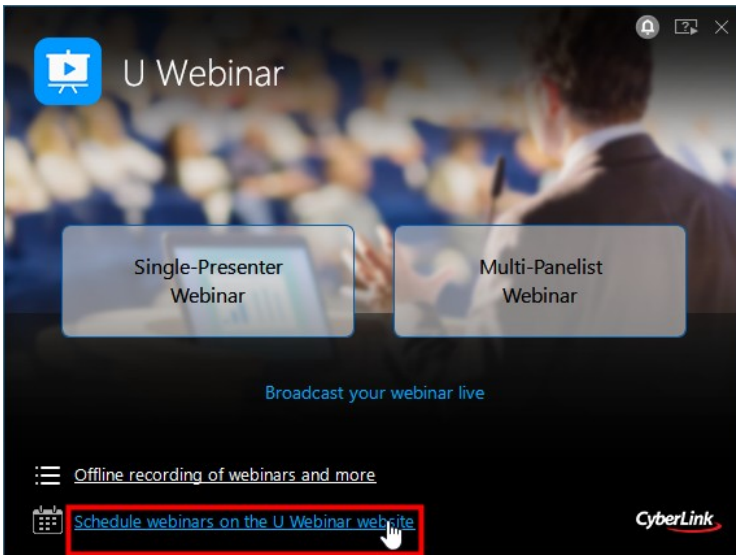 U Webinar
Single-Presenter
Webinar
Multi-Panelist
Webinar
Broadcast your webinar live
Offline recording of webinars and more
Schedule webinars on the U Webinar website
CyberLink